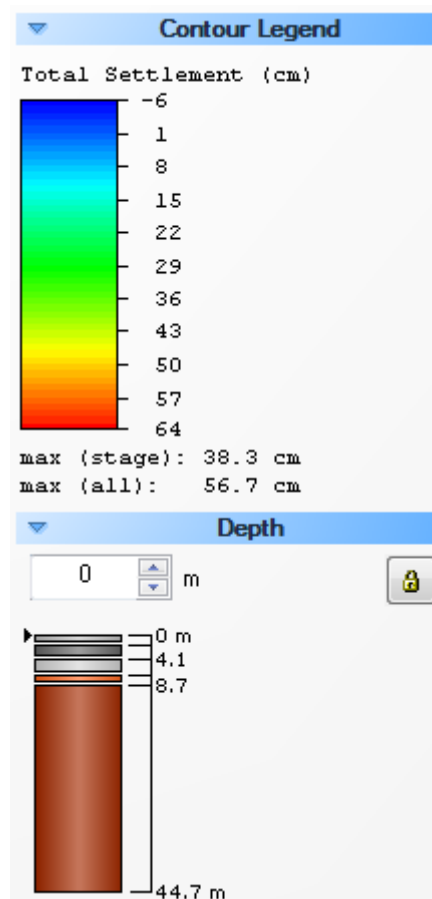 Contour Legend
Total Settlement (cm)
-6
1
8
15
22
29
36
43
50
57
64
max (stage): 38.3 cm
max (all): 56.7 cm
Depth
0 m
0 m
4.1
8.7
44.7 m